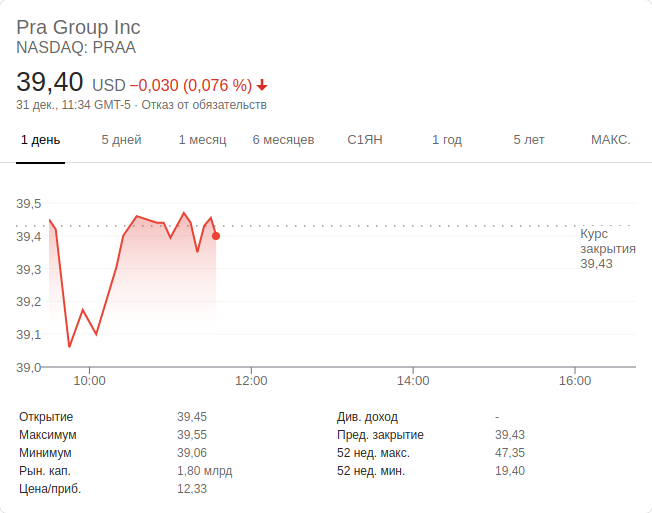 Pra Group Inc
NASDAQ: PRAA
39,40 USD −0,030 (0,076 %)
31 дек., 11:34 GMT-5 · Отказ от обязательств
1 день 5 дней 1 месяц 6 месяцев С1ЯН 1 год 5 лет МАКС.
39,5
39,4
39,3
39,2
39,1
39,0
Курс
закрытия
39,43
10:00 12:00 14:00 16:00
Открытие 39,45 Див. доход -
Максимум 39,55 Пред. закрытие 39,43
Минимум 39,06 52 нед. макс. 47,35
Рын. кап. 1,80 млрд 52 нед. мин. 19,40
Цена/приб. 12,33